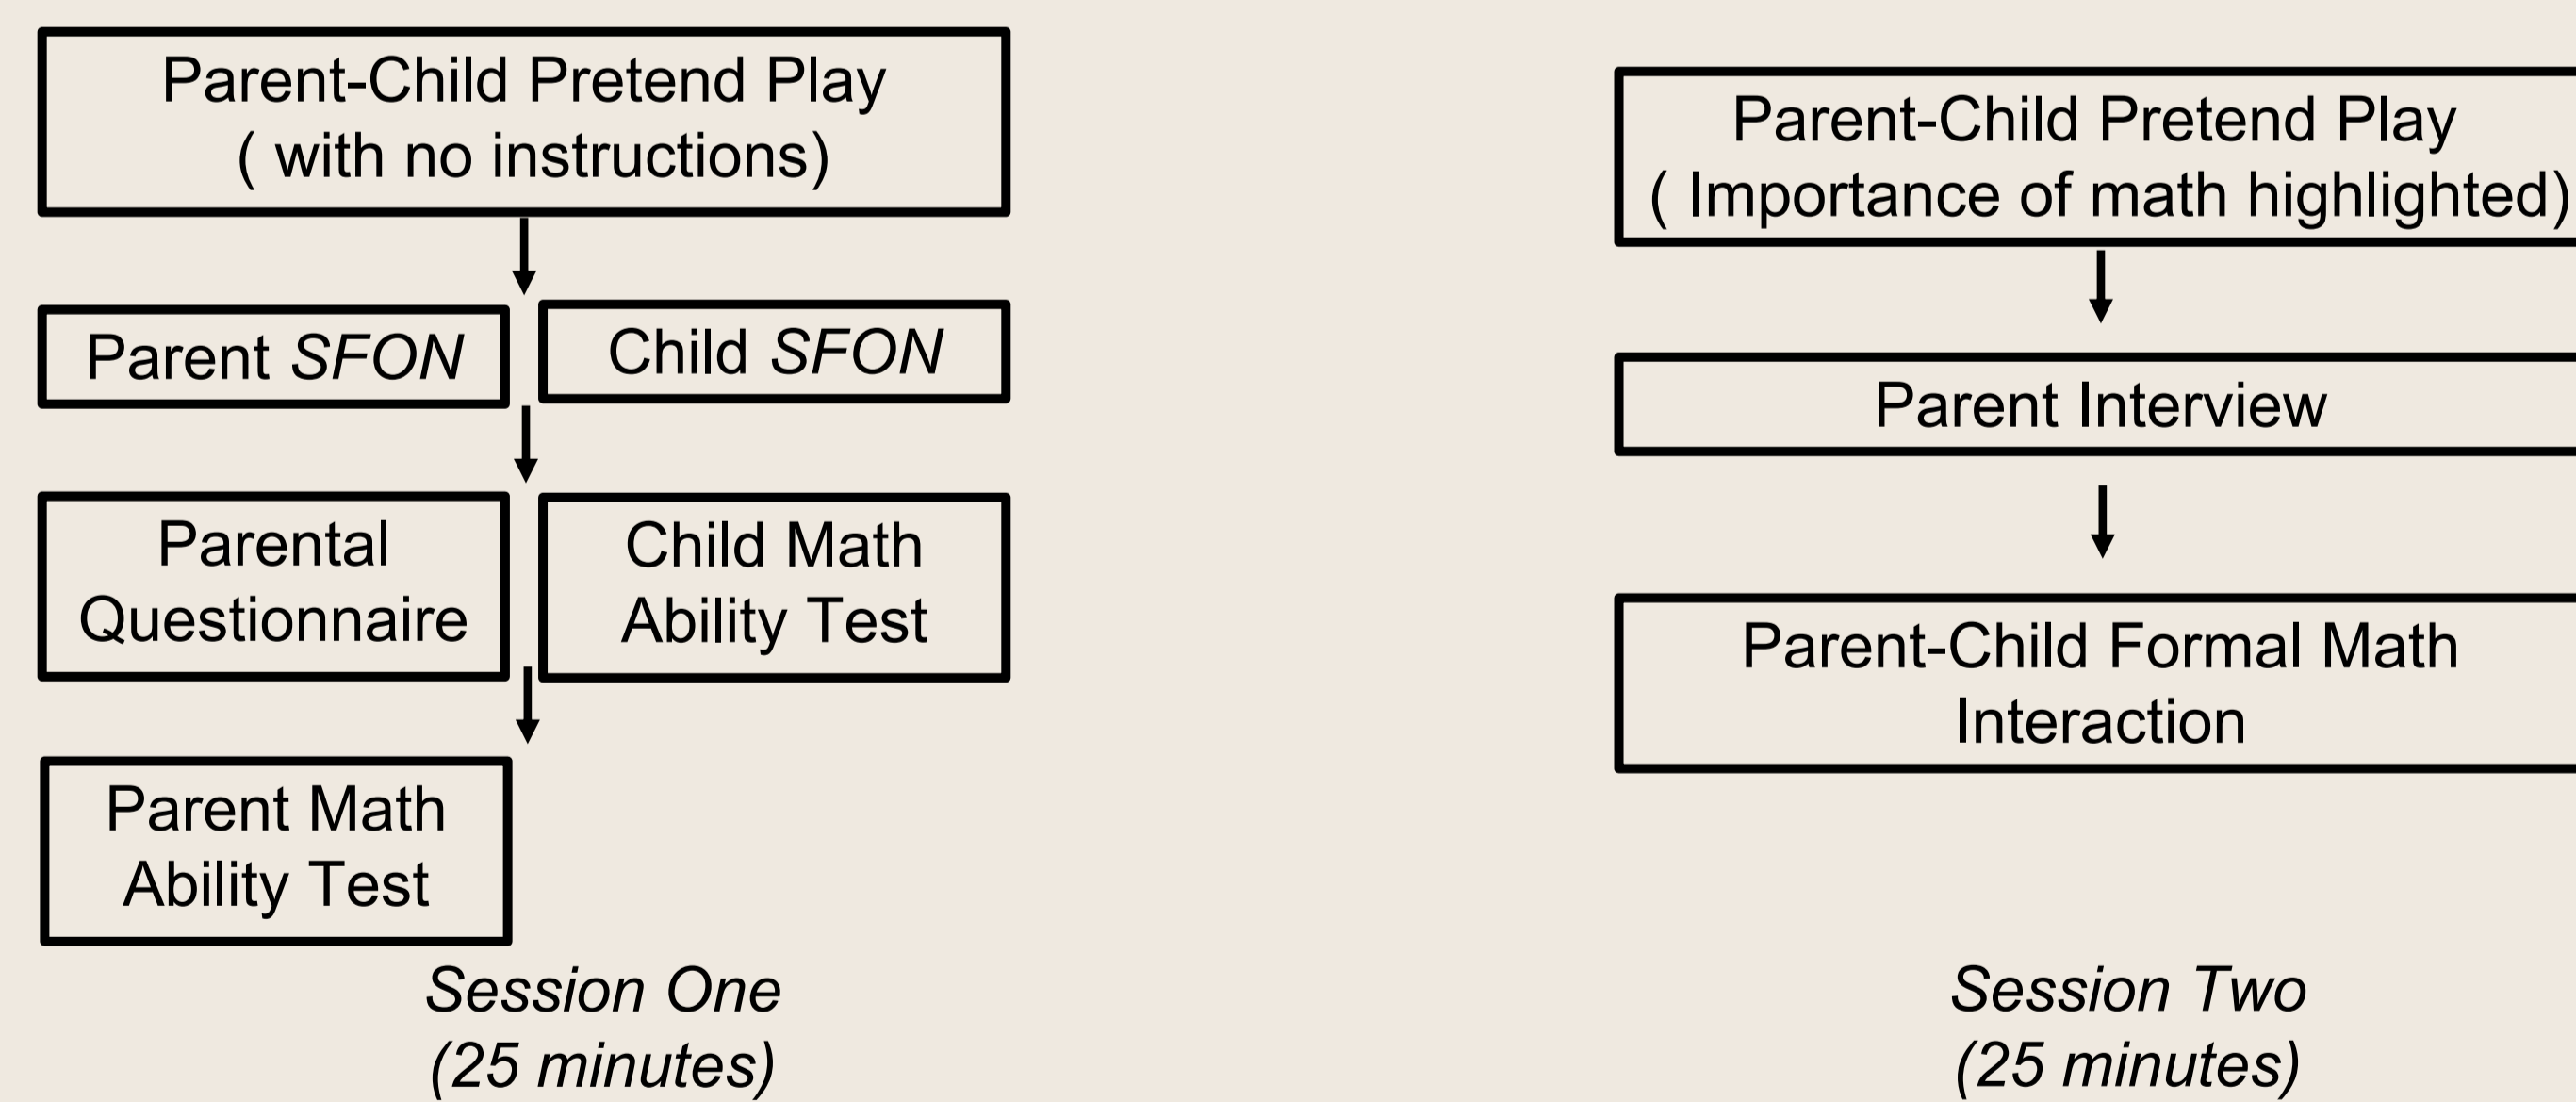 Parent-Child Pretend Play
( with no instructions)
Parent SFON
Child SFON
Parental
Questionnaire
Child Math
Ability Test
Parent Math
Ability Test
Session One
(25 minutes)
Parent-Child Pretend Play
( Importance of math highlighted)
Parent Interview
Parent-Child Formal Math
Interaction
Session Two
(25 minutes)